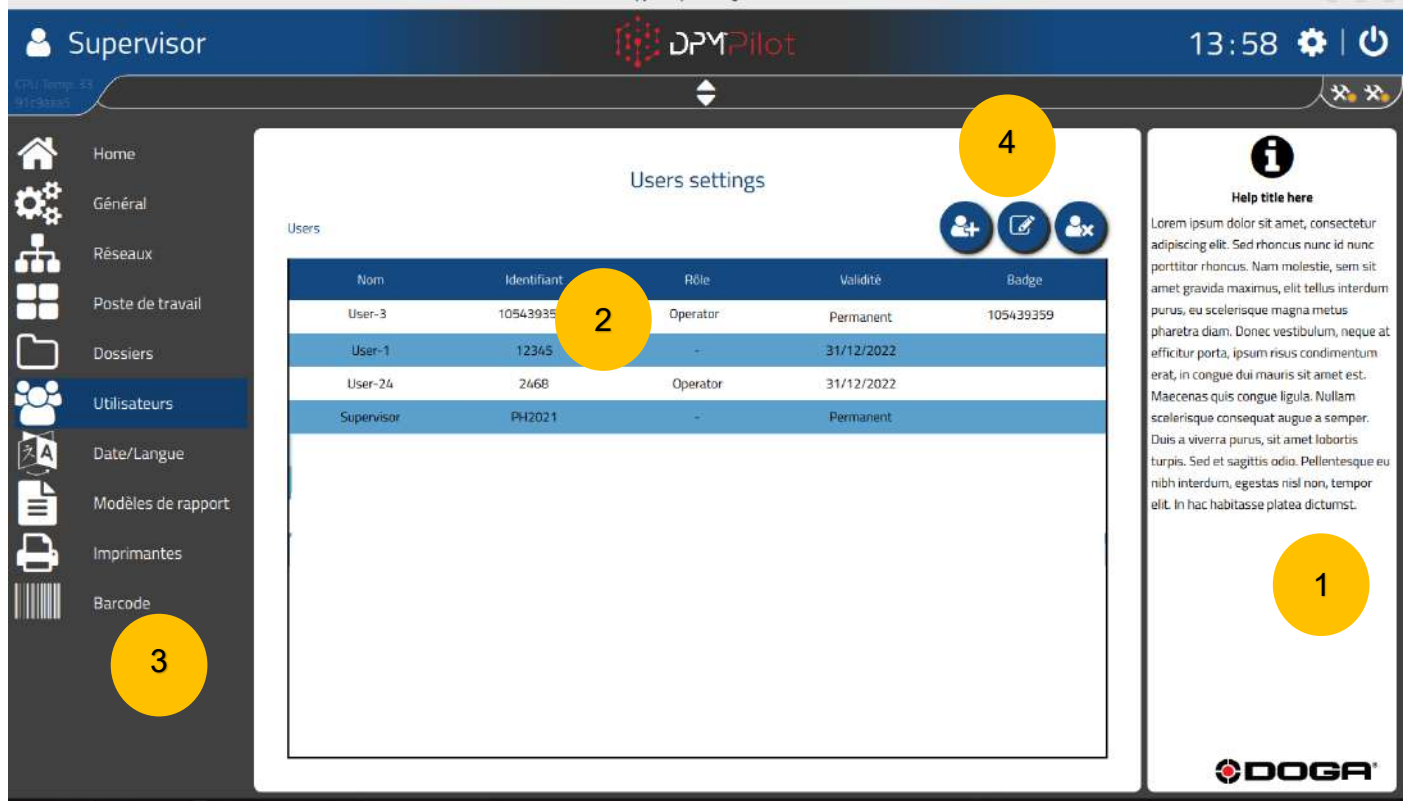 Supervisor
DPMPilot
13:58
CPU Temp. 33
4
Home
Général
Réseaux
Poste de travail
Dossiers
Utilisateurs
Date/Langue
Modèles de rapport
Imprimantes
Barcode
3
Users settings
Users
Nom Identifiant Rôle Validité Badge
User-3 10543935 Operator Permanent 105439359
2
User-1 12345 - 31/12/2022
User-24 2468 Operator 31/12/2022
Supervisor PH2021 - Permanent
Help title here
Lorem ipsum dolor sit amet, consectetur
adipiscing elit. Sed rhoncus nunc id nunc
porttitor rhoncus. Nam molestie, sem sit
amet gravida maximus, elit tellus interdum
purus, eu scelerisque magna metus
pharetra diam. Donec vestibulum, neque at
efficitur porta, ipsum risus condimentum
erat, in congue dui mauris sit amet est.
Maecenas quis congue ligula. Nullam
scelerisque consequat augue a semper.
Duis a viverra purus, sit amet lobortis
turpis. Sed et sagittis odio. Pellentesque eu
nibh interdum, egestas nisl non, tempor
elit. In hac habitasse platea dictumst.
1
DOGA